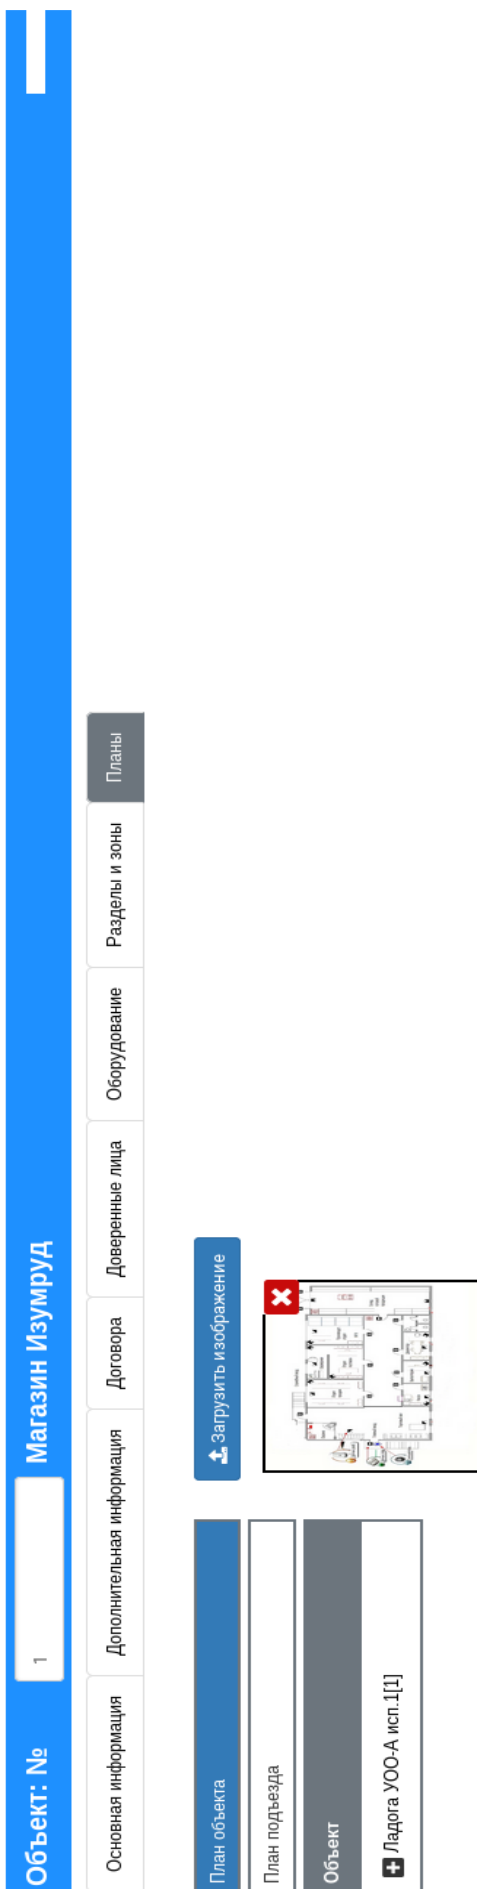 Объект: № 1 Магазин Изумруд
Основная информация Дополнительная информация Договора Доверенные лица Оборудование Разделы и зоны Планы
План объекта
Загрузить изображение
План подъезда
Объект
Ладога УОО-А исп.1[1]